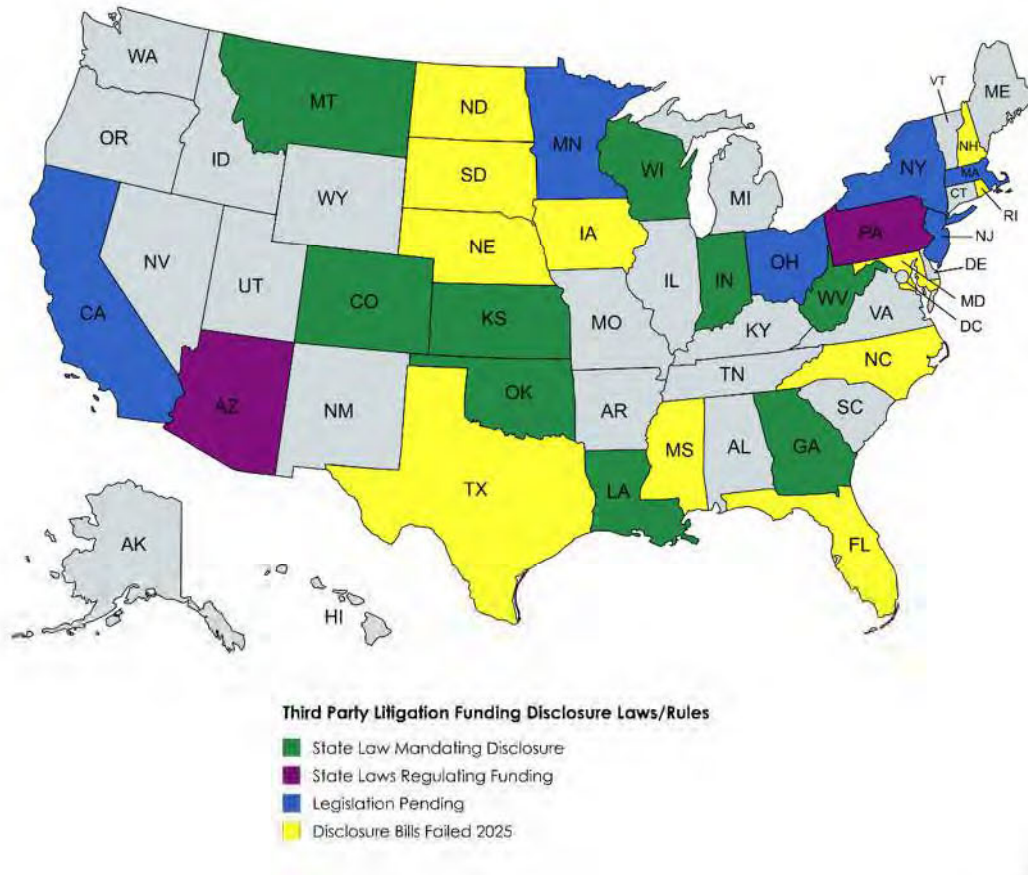 WA
MT
ND
MN
VT
ME
OR
ID
SD
WI
NY
NH
MA
WY
MI
CT
RI
NE
IA
PA
NJ
NV
UT
CO
KS
IL
IN
OH
DE
MO
WV
MD
CA
KY
VA
DC
AZ
NM
OK
AR
TN
NC
SC
TX
LA
MS
AL
GA
FL
AK
HI
Third Party Litigation Funding Disclosure Laws/Rules
State Law Mandating Disclosure
State Laws Regulating Funding
Legislation Pending
Disclosure Bills Failed 2025